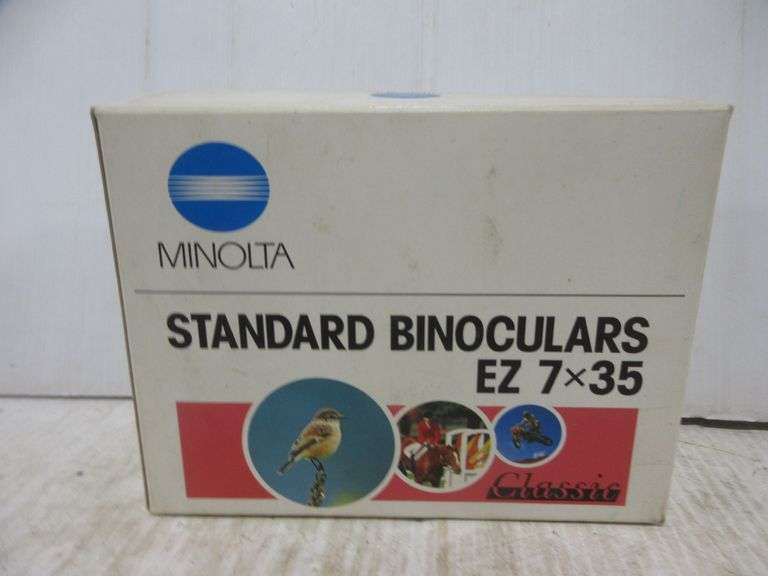 MINOLTA
STANDARD BINOCULARS
EZ 7×35
Classic